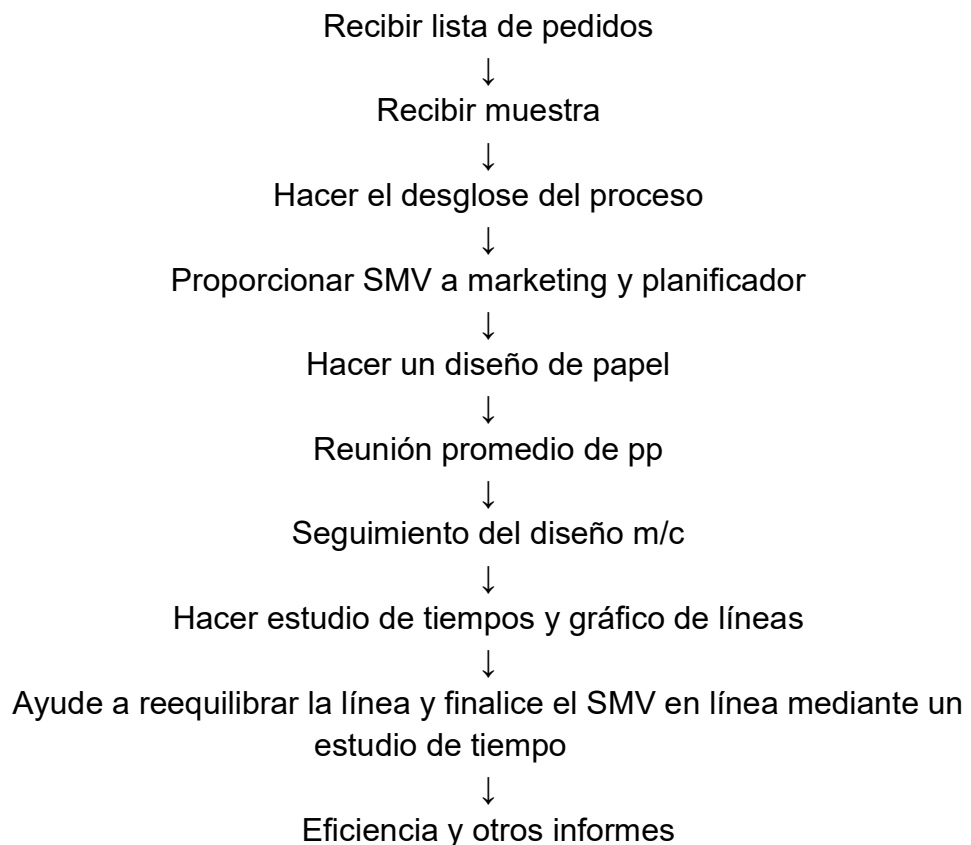 Recibir lista de pedidos
↓
Recibir muestra
↓
Hacer el desglose del proceso
↓
Proporcionar SMV a marketing y planificador
↓
Hacer un diseño de papel
↓
Reunión promedio de pp
↓
Seguimiento del diseño m/c
↓
Hacer estudio de tiempos y gráfico de líneas
↓
Ayude a reequilibrar la línea y finalice el SMV en línea mediante un
estudio de tiempo
↓
Eficiencia y otros informes